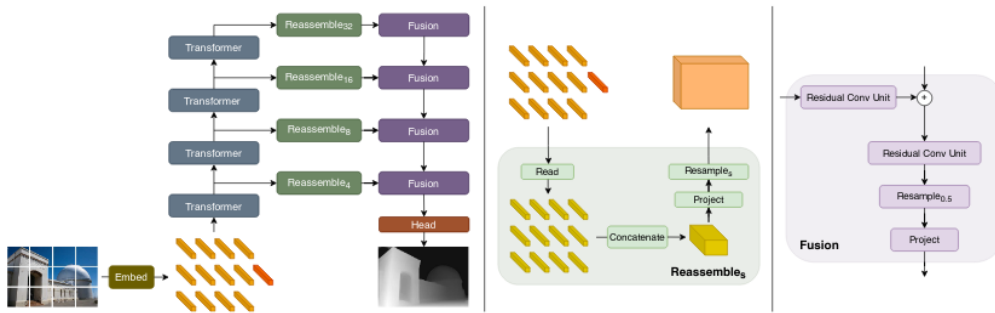 Reassemble₃₂
Fusion
Transformer
Reassemble₁₆
Fusion
Transformer
Reassemble₈
Fusion
Transformer
Reassemble₄
Fusion
Transformer
Head
Embed
Read
Resampleₛ
Project
Concatenate
Reassembleₛ
Residual Conv Unit
+
Residual Conv Unit
Resample₀.₅
Project
Fusion